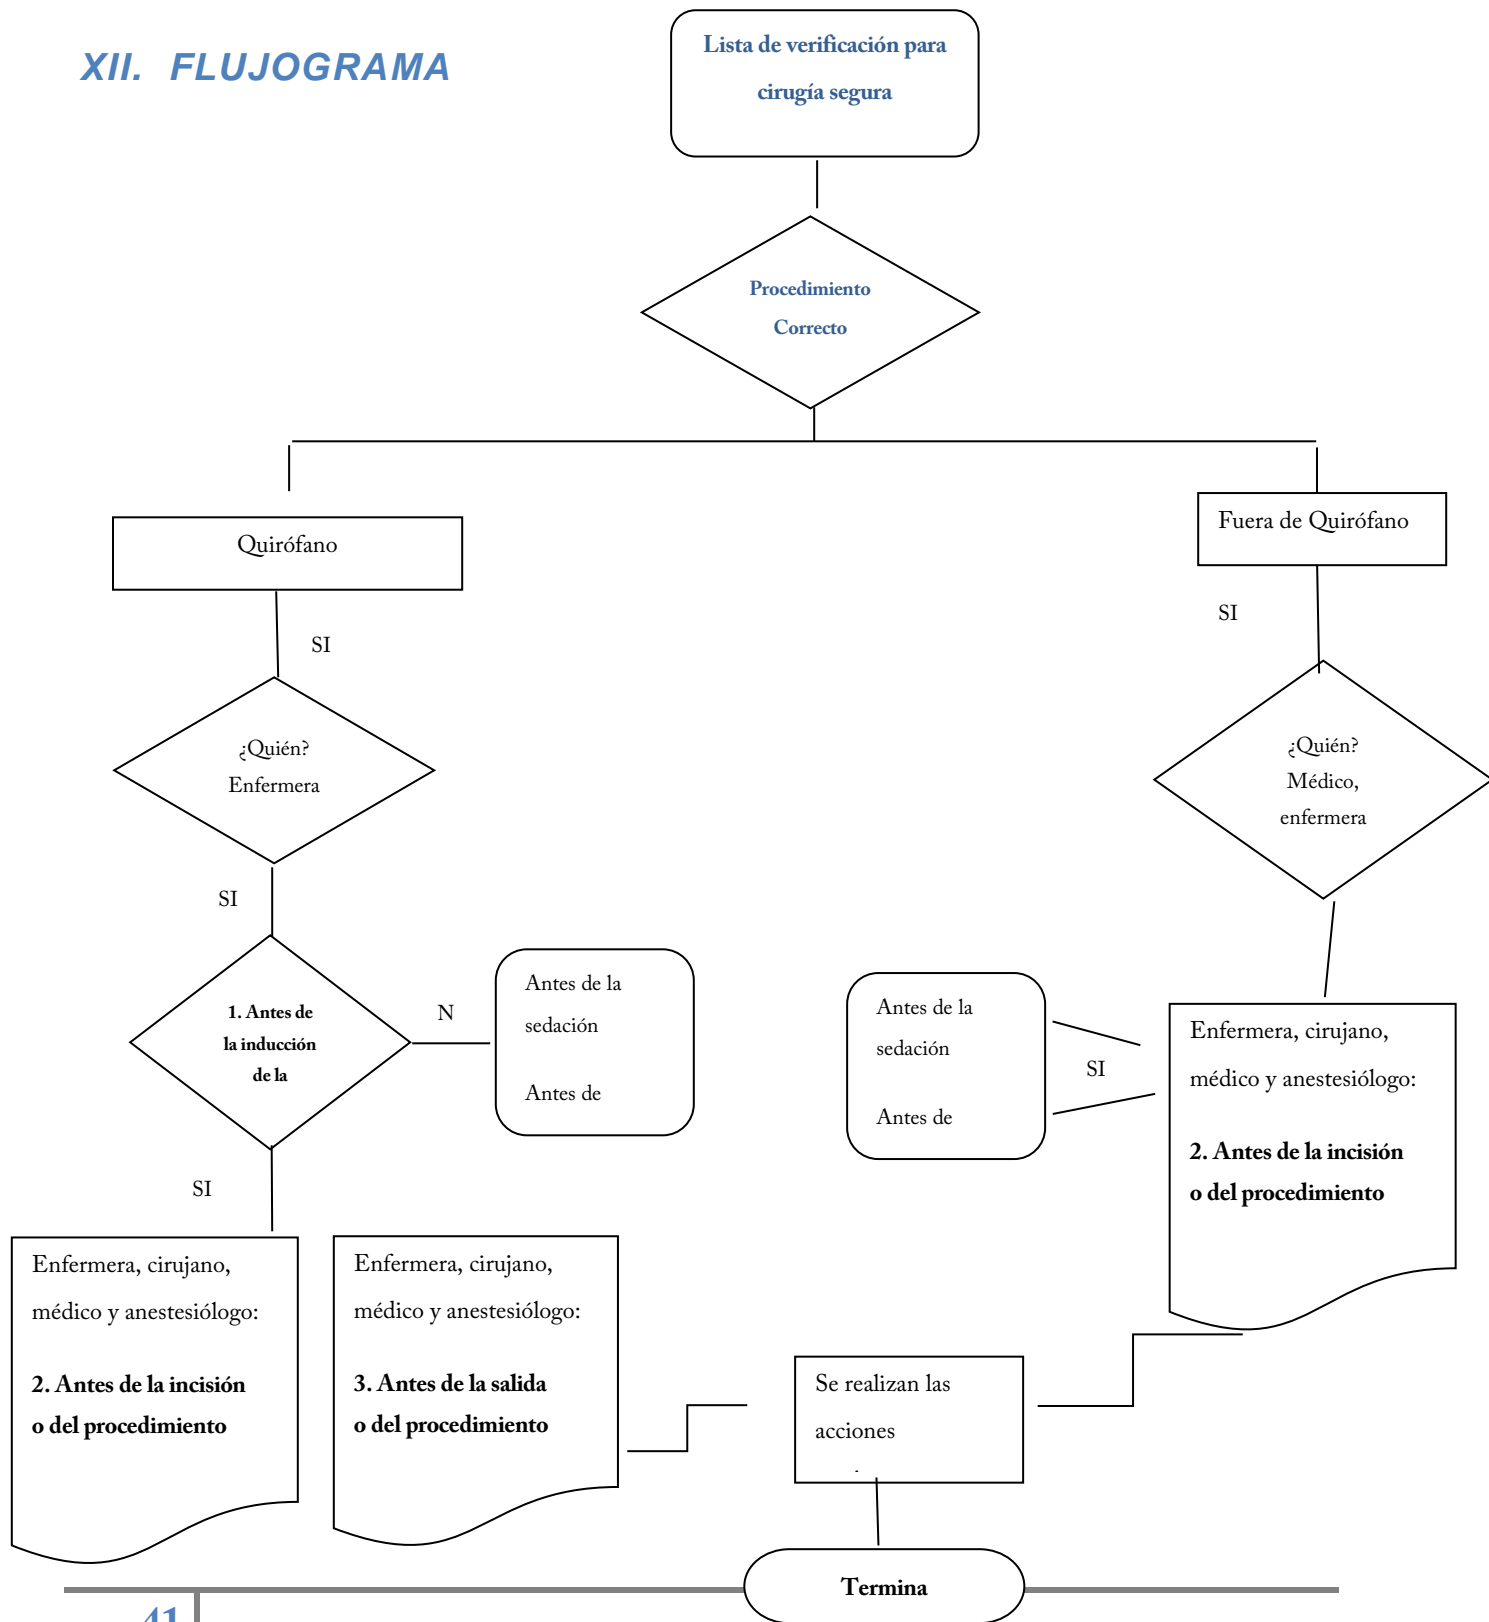 XII. FLUJOGRAMA
Lista de verificación para
cirugía segura
Procedimiento
Correcto
Quirófano
Fuera de Quirófano
SI
SI
¿Quién?
Enfermera
¿Quién?
Médico,
enfermera
SI
1. Antes de
la inducción
de la
N
Antes de la
sedación
Antes de
Antes de la
sedación
Antes de
SI
Enfermera, cirujano,
médico y anestesiólogo:
2. Antes de la incisión
o del procedimiento
SI
Enfermera, cirujano,
médico y anestesiólogo:
2. Antes de la incisión
o del procedimiento
Enfermera, cirujano,
médico y anestesiólogo:
3. Antes de la salida
o del procedimiento
Se realizan las
acciones
Termina
41